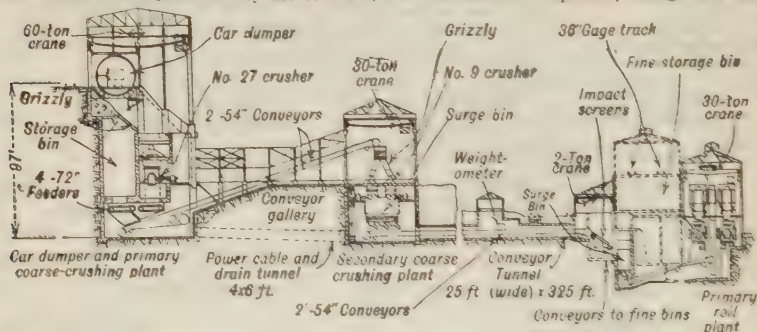 60-ton
crane
Car dumper
No. 27 crusher
2 -54" Conveyors
Grizzly
Storage
bin
97'
4 -72"
Feeders
Conveyor
gallery
Car dumper and primary
coarse-crushing plant
Power cable and
drain tunnel
4x6 ft.
30-ton
crane
Grizzly
No. 9 crusher
Surge bin
Weight-
ometer
Secondary coarse
crushing plant
2'-54" Conveyors
Conveyor
Tunnel
25 ft. (wide) x 325 ft.
36" Gage track
Fine storage bin
Impact
screens
30-ton
crane
2-Ton
crane
Surge
Bin
Conveyors to fine bins
Primary
roll
plant